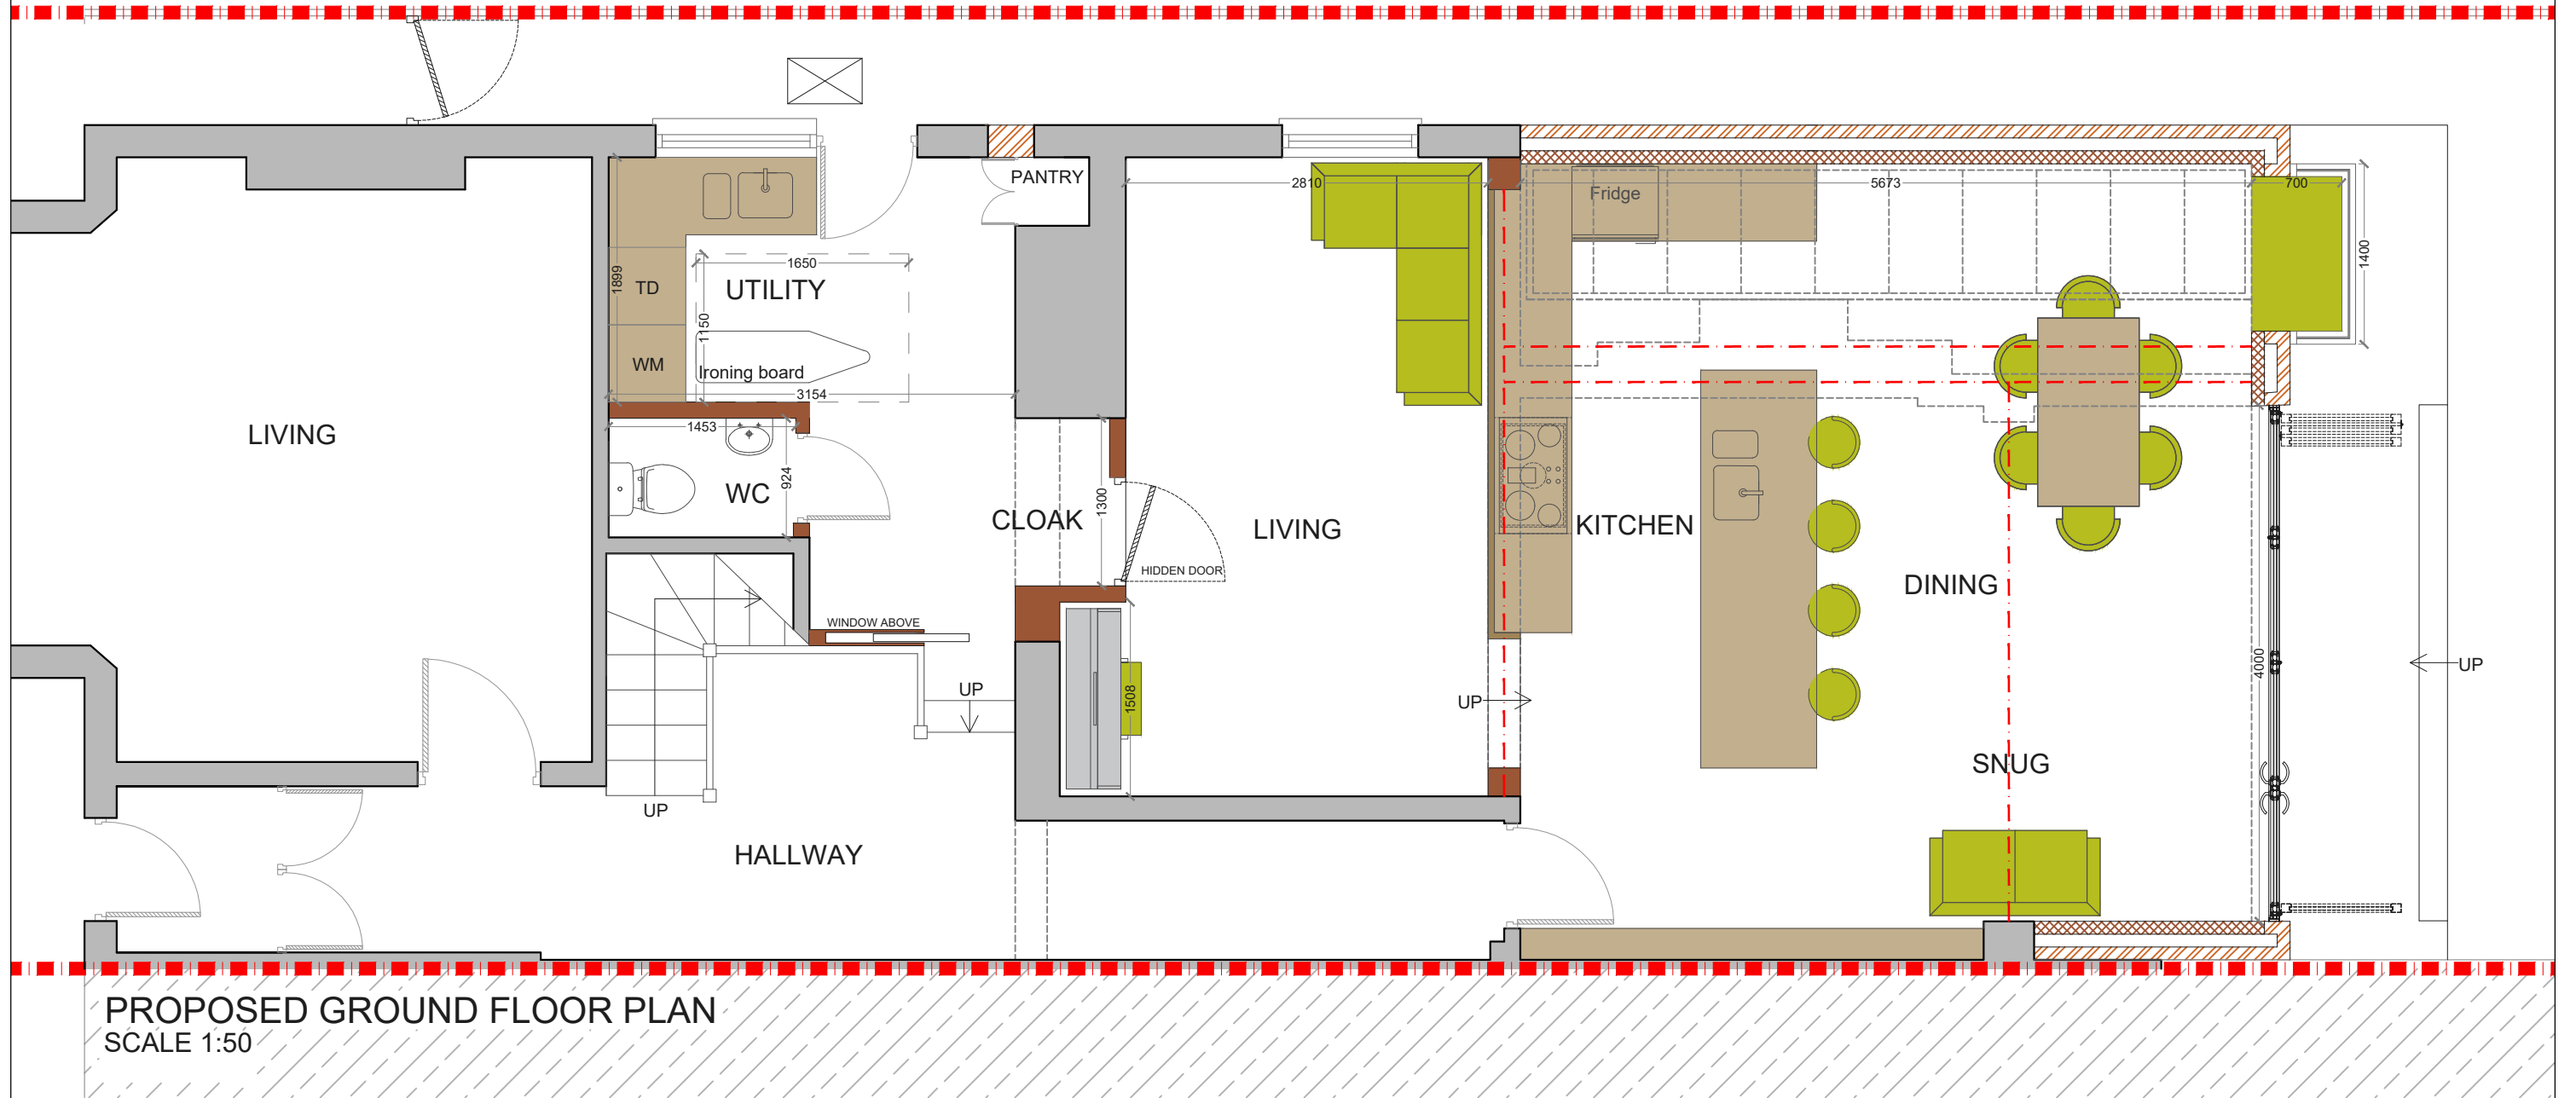 PANTRY
2810
5673
700
Fridge
1400
1650
1899
TD
UTILITY
1150
WM
Ironing board
3154
1453
LIVING
924
WC
CLOAK
1300
LIVING
KITCHEN
HIDDEN DOOR
DINING
WINDOW ABOVE
4000
UP
UP
1508
UP
SNUG
UP
HALLWAY
PROPOSED GROUND FLOOR PLAN
SCALE 1:50